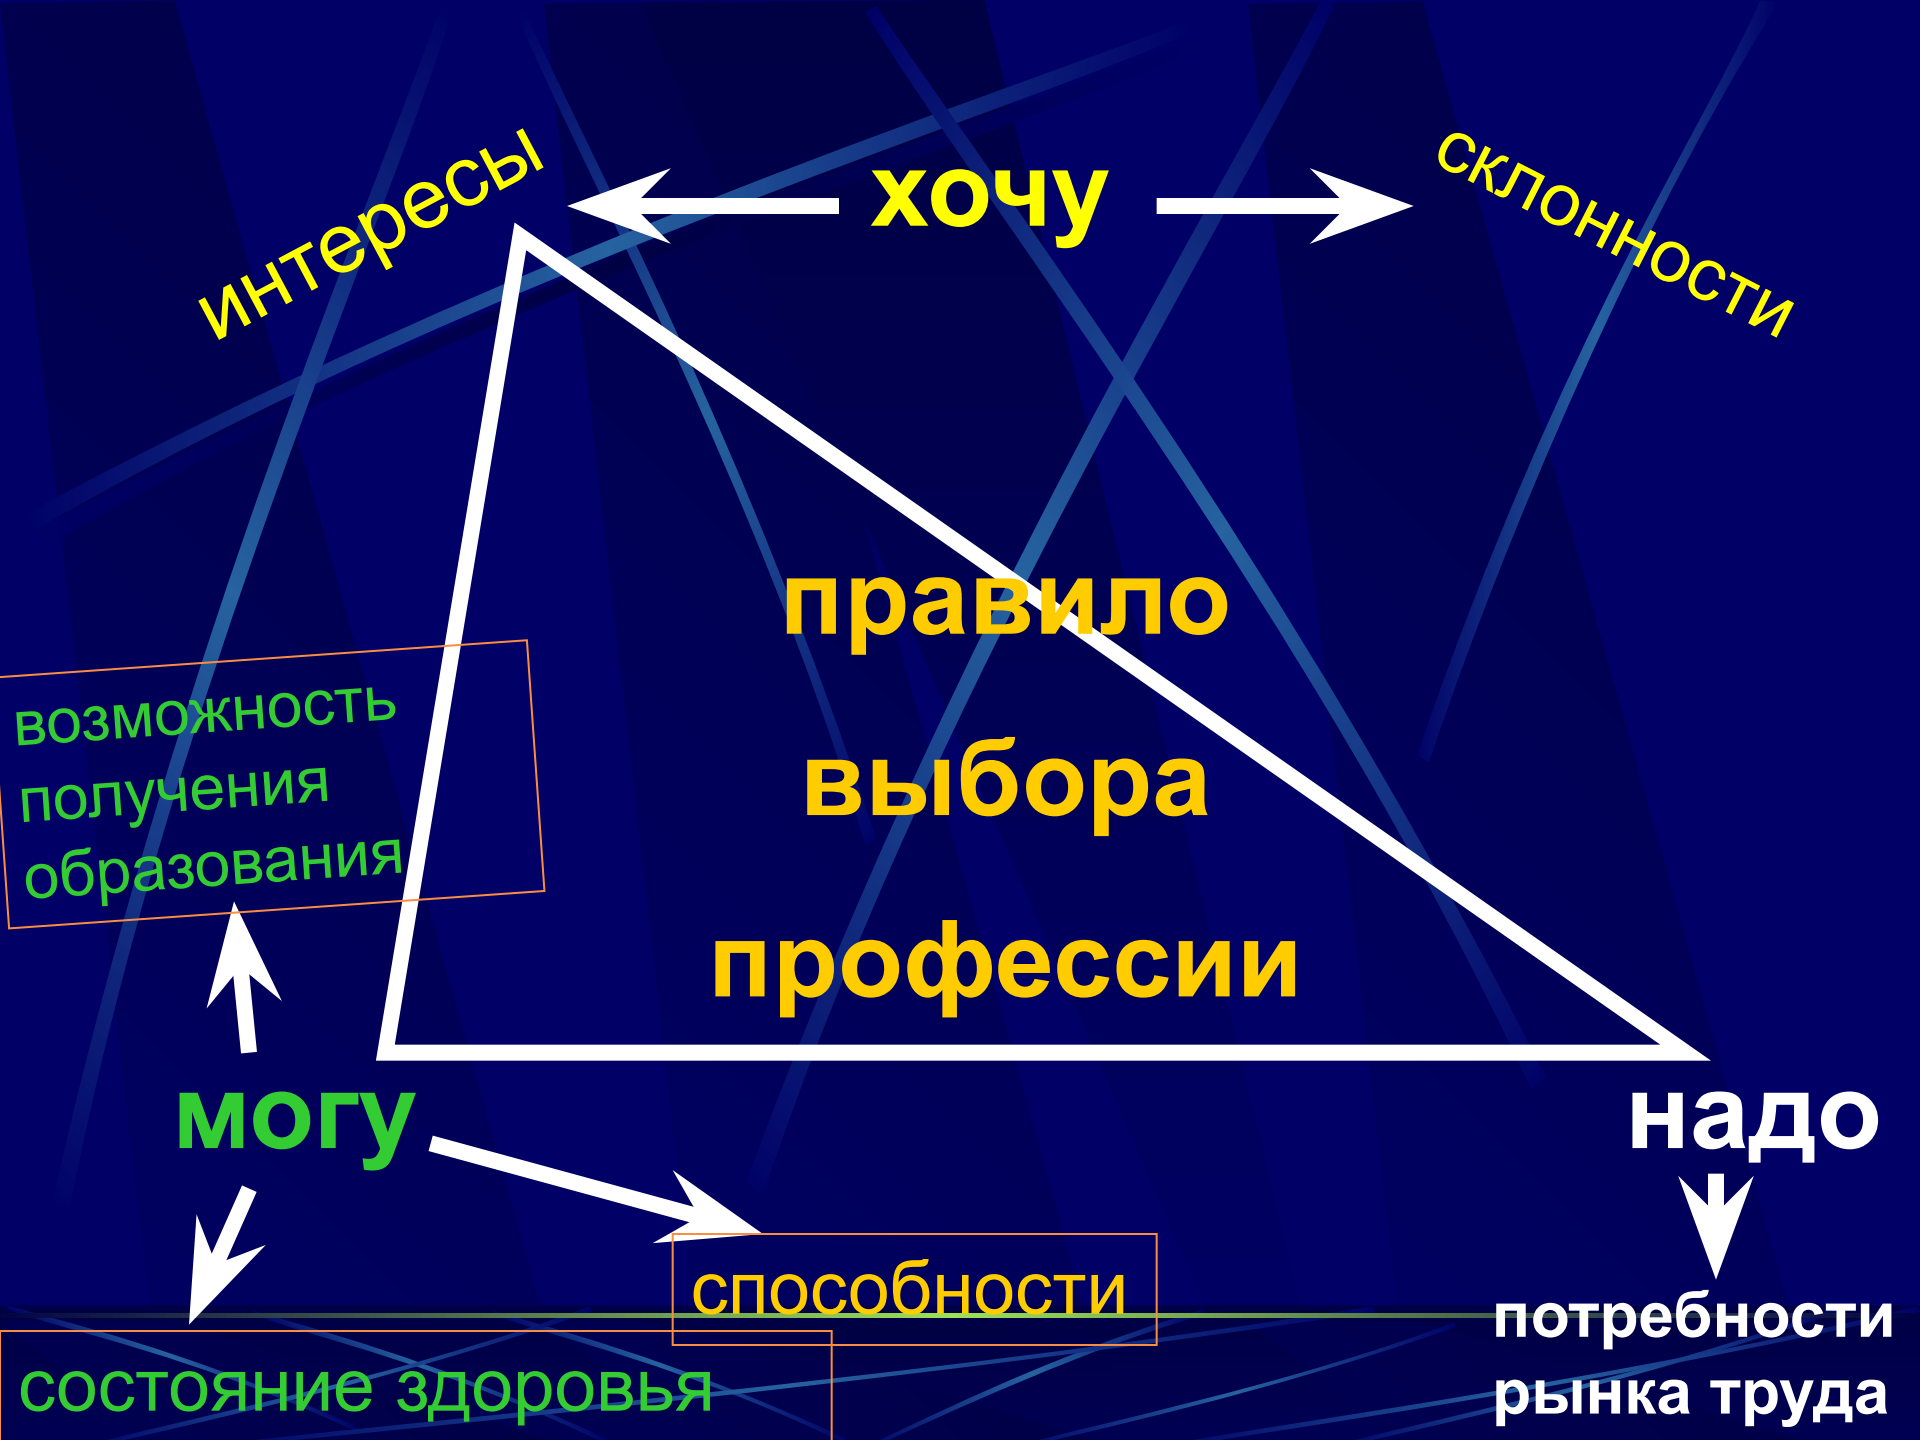 интересы
хочу
склонности
правило
выбора
профессии
возможность
получения
образования
могу
надо
способности
состояние здоровья
потребности
рынка труда